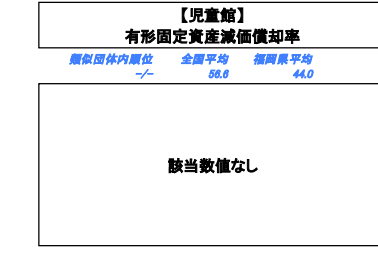 【児童館】
有形固定資産減価償却率
類似団体内順位 全国平均 福岡県平均
-/- 56.6 44.0
該当数値なし